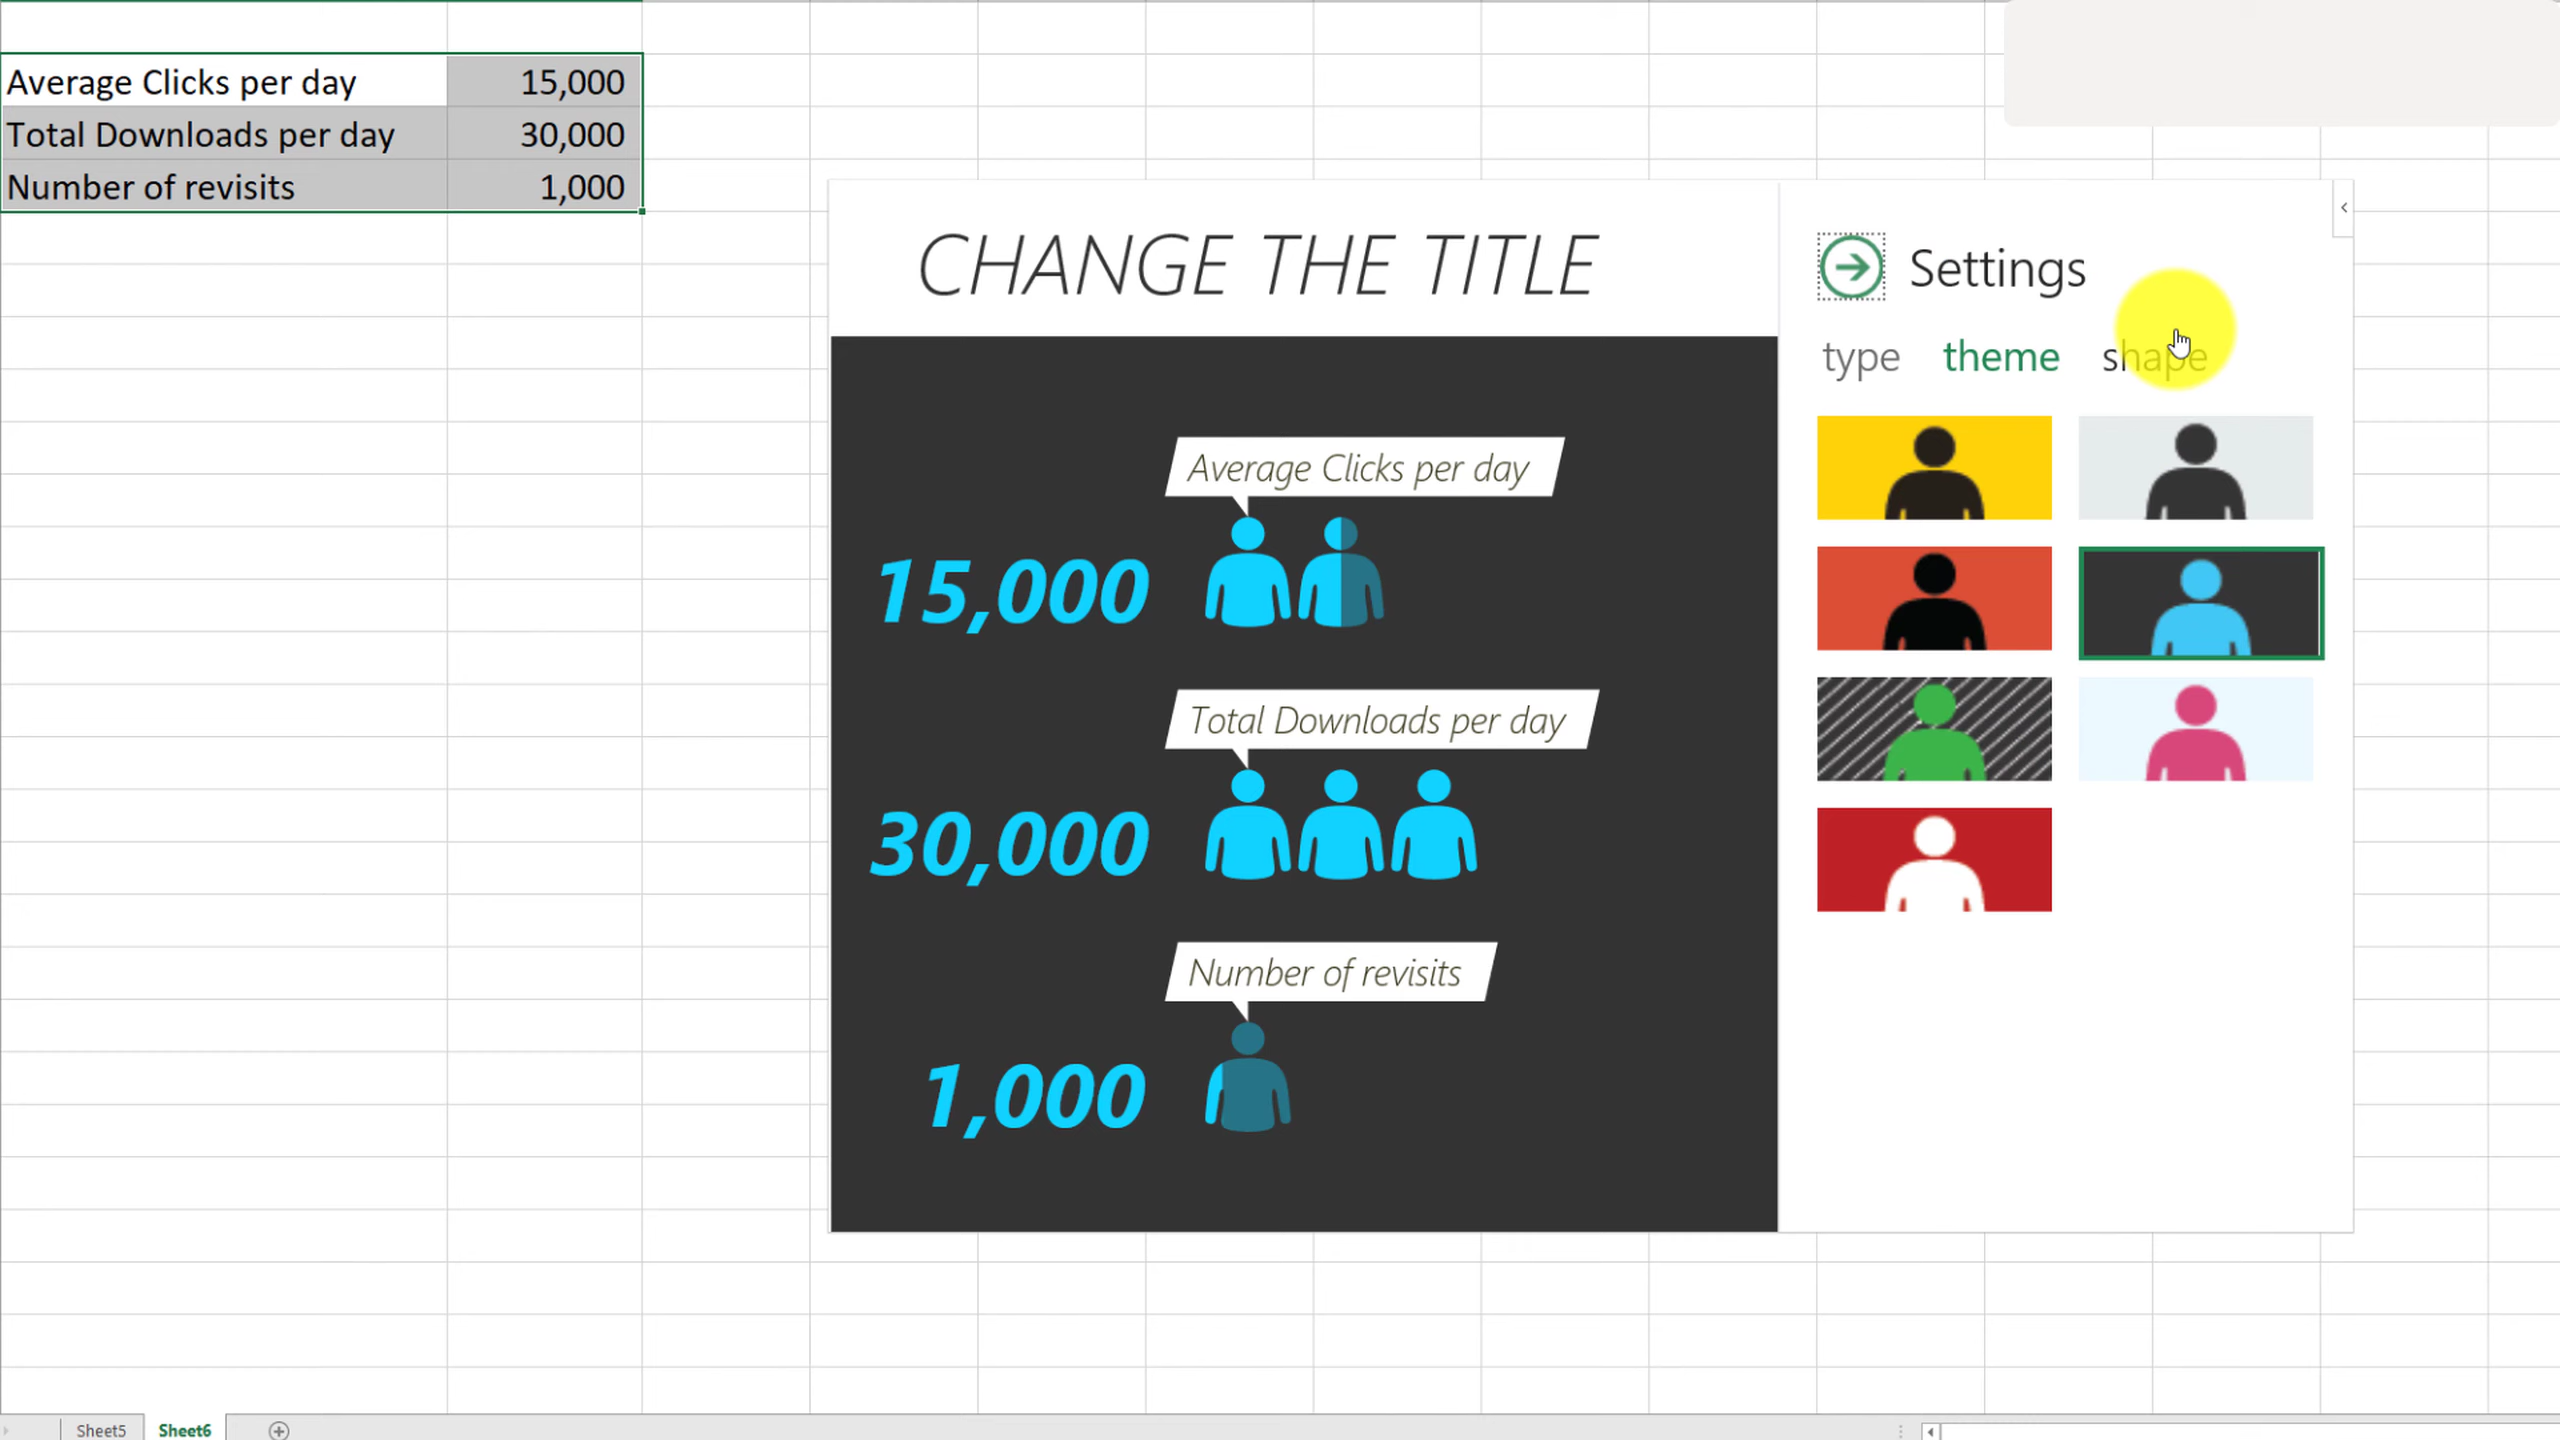 Average Clicks per day 15,000
Total Downloads per day 30,000
Number of revisits 1,000
CHANGE THE TITLE
Average Clicks per day
15,000
Total Downloads per day
30,000
Number of revisits
1,000
Settings
type theme shape
Sheet5 Sheet6